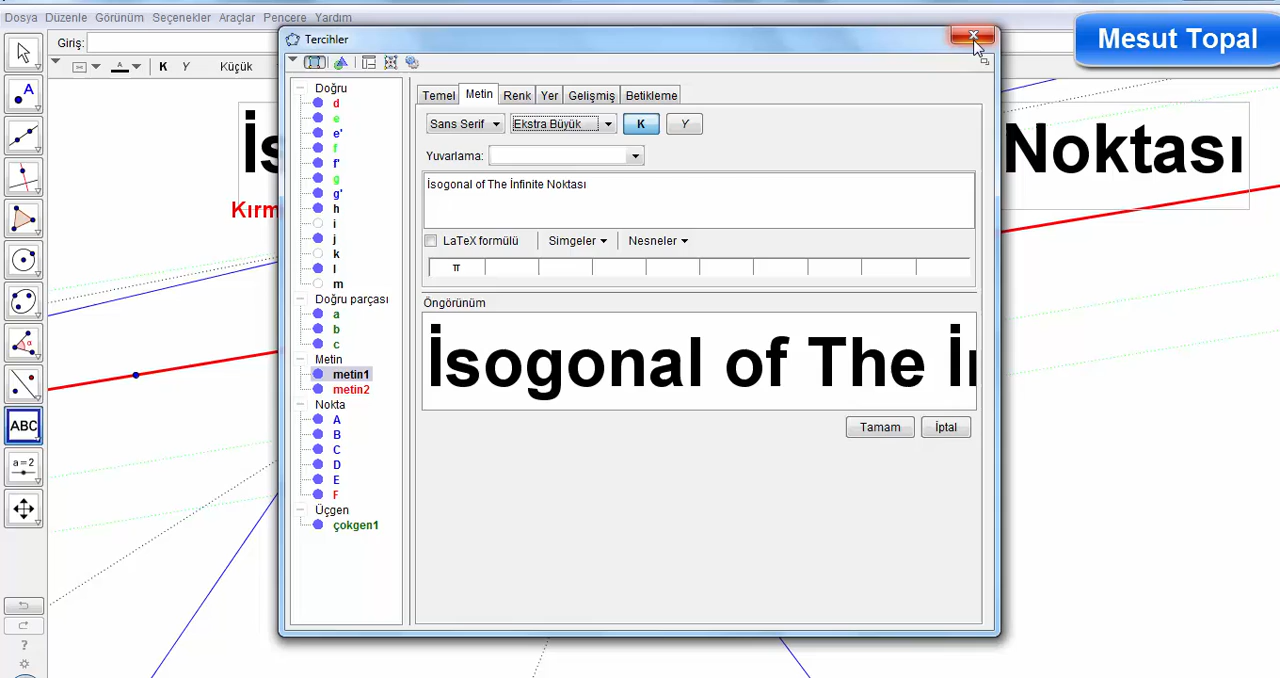 Dosya Düzenle Görünüm Seçenekler Araçlar Pencere Yardım
Mesut Topal
Tercihler
Giriş:
K Y Küçük
Doğru
d
e
e'
f
f'
g
g'
h
i
j
k
l
m
Doğru parçası
a
b
c
Metin
metin1
metin2
Nokta
A
B
C
D
E
F
Üçgen
çokgen1
Temel Metin Renk Yer Gelişmiş Betikleme
Sans Serif Ekstra Büyük K Y
Yuvarlama:
İsogonal of The İnfinite Noktası
LaTeX formülü Simgeler Nesneler
π
Öngörünüm
İsogonal of The İn
Tamam İptal
İs Noktası
Kırm
A
α
ABC
a=2
?